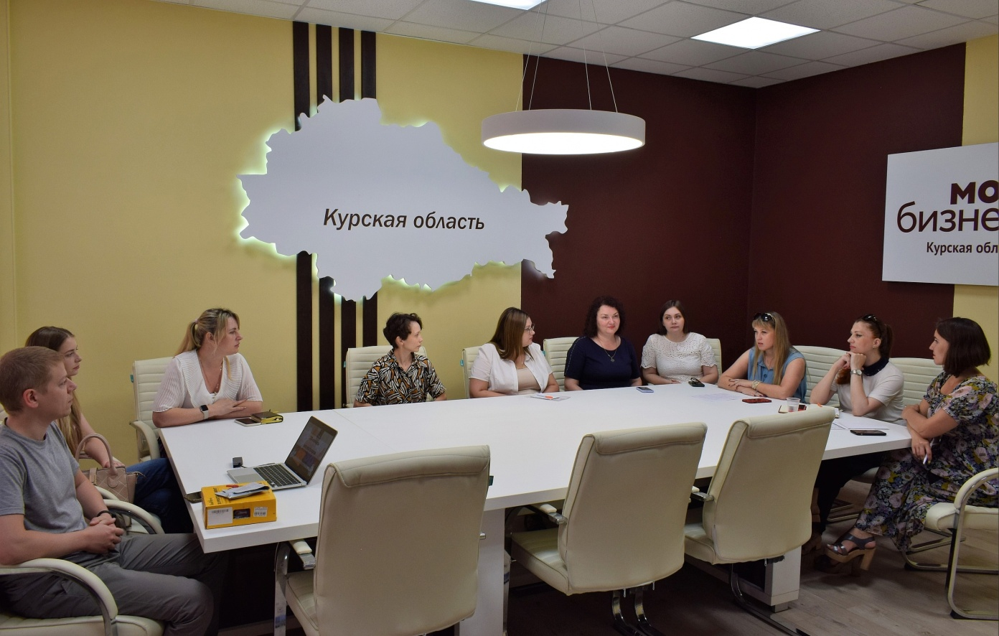 Курская область
мо
бизне
Курская обл